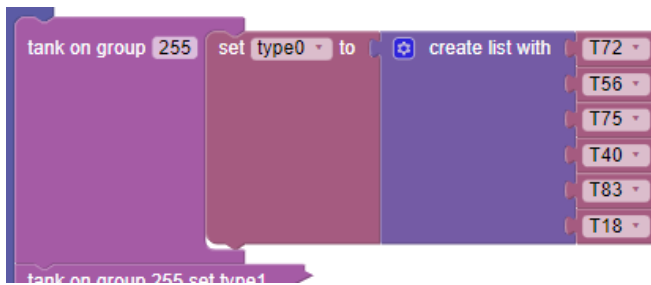 tank on group 255 set type0 to create list with T72
T56
T75
T40
T83
T18
tank on group 255 set type1